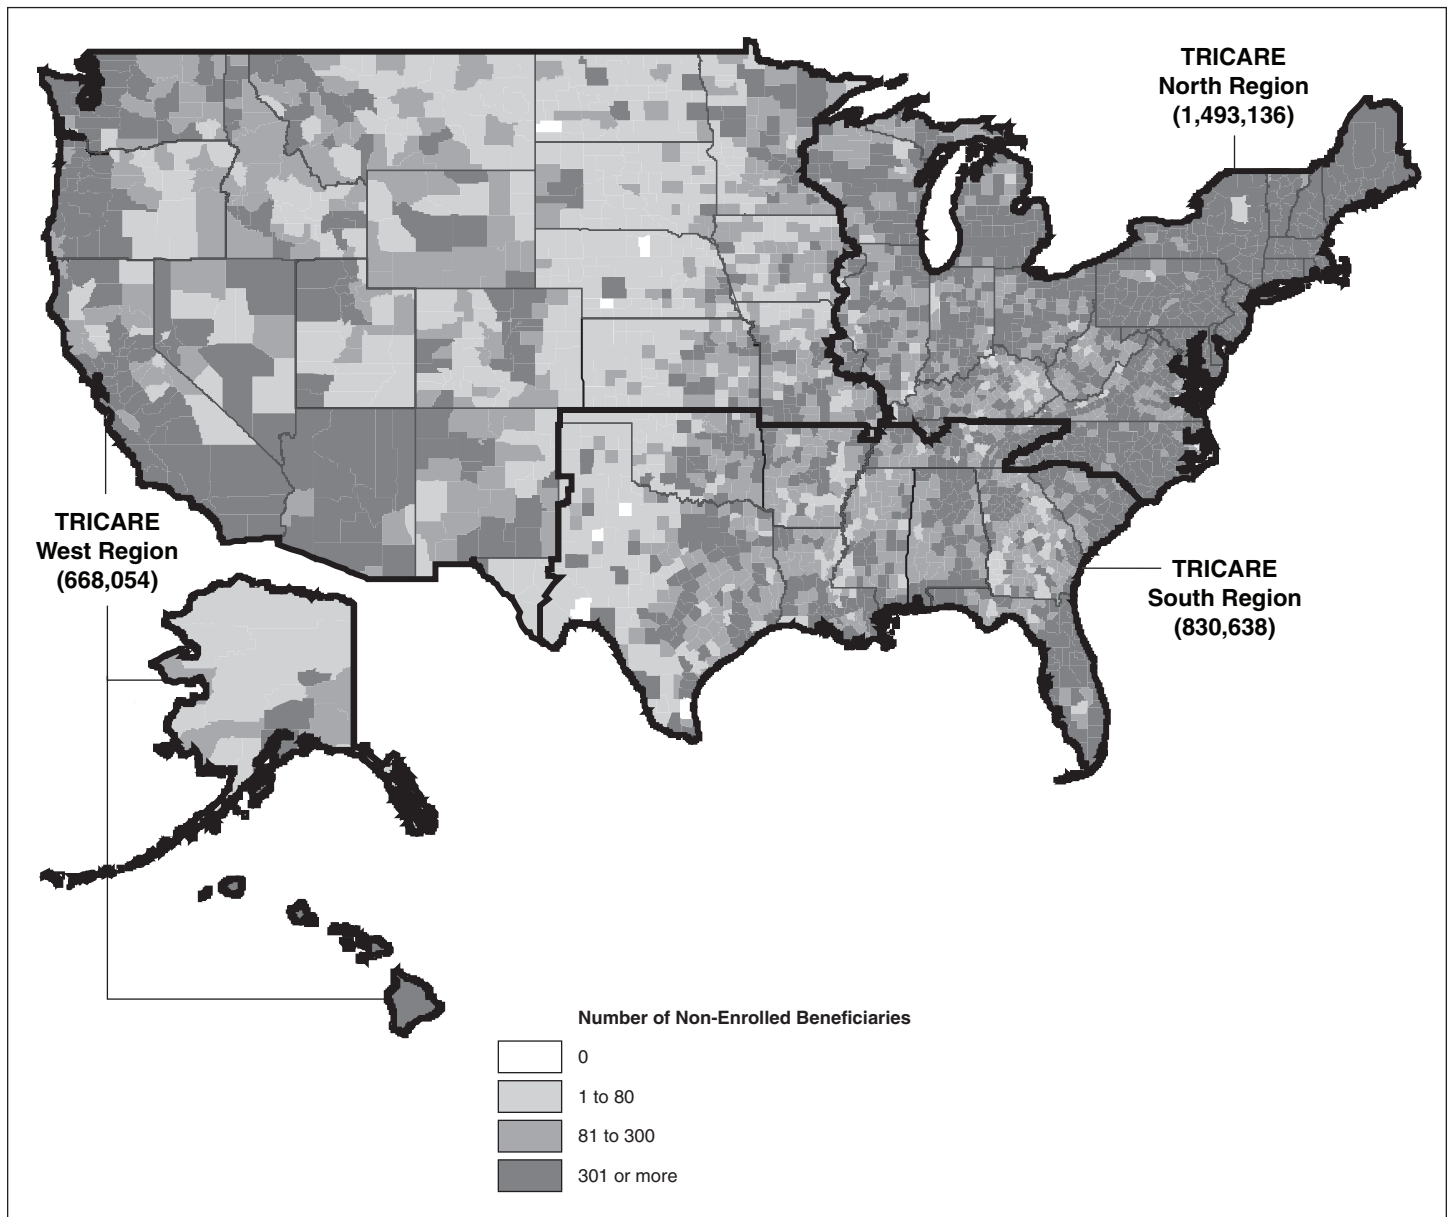 TRICARE
North Region
(1,493,136)
TRICARE
West Region
(668,054)
TRICARE
South Region
(830,638)
Number of Non-Enrolled Beneficiaries
0
1 to 80
81 to 300
301 or more